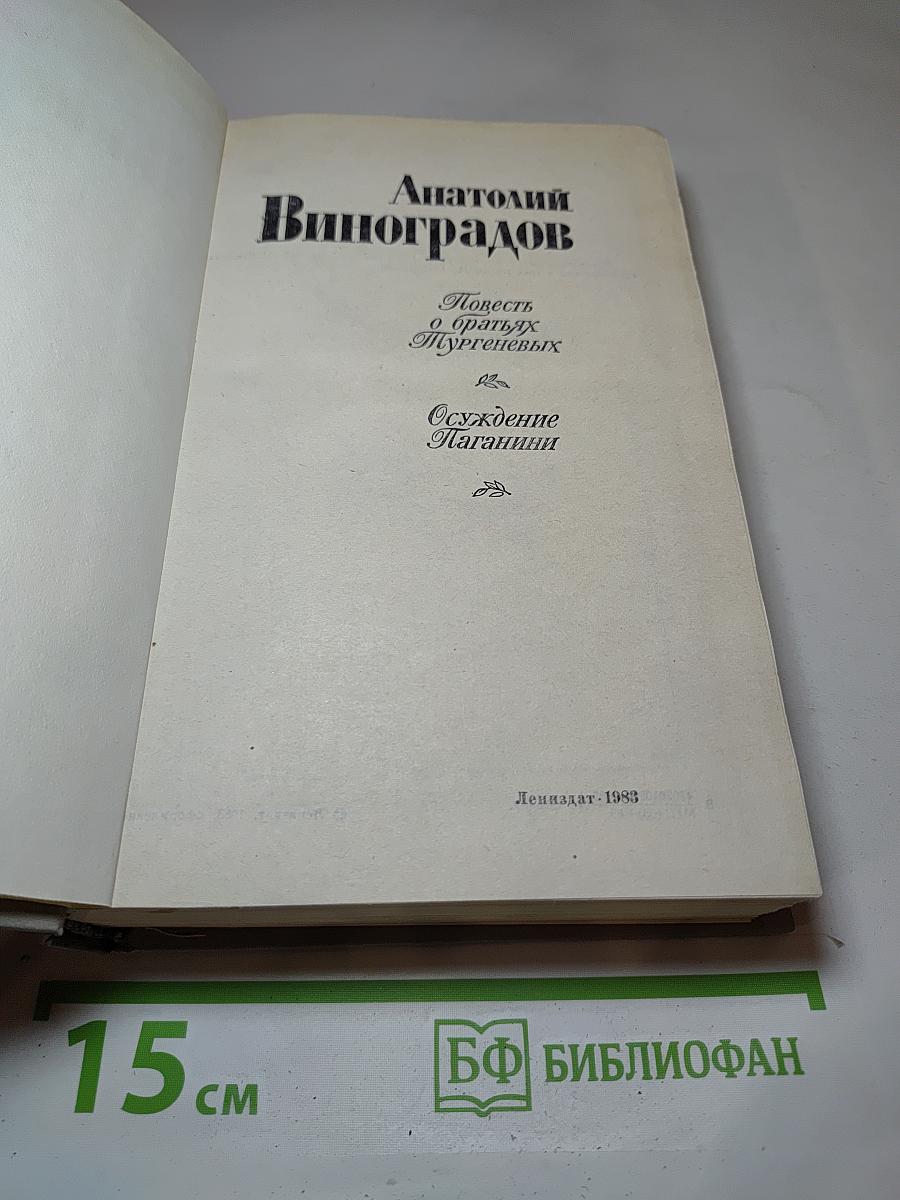 Анатолий
Виноградов
Повесть
о братьях
Тургеневых
Осуждение
Паганини
Лениздат · 1983
15 см
БФ БИБЛИОФАН